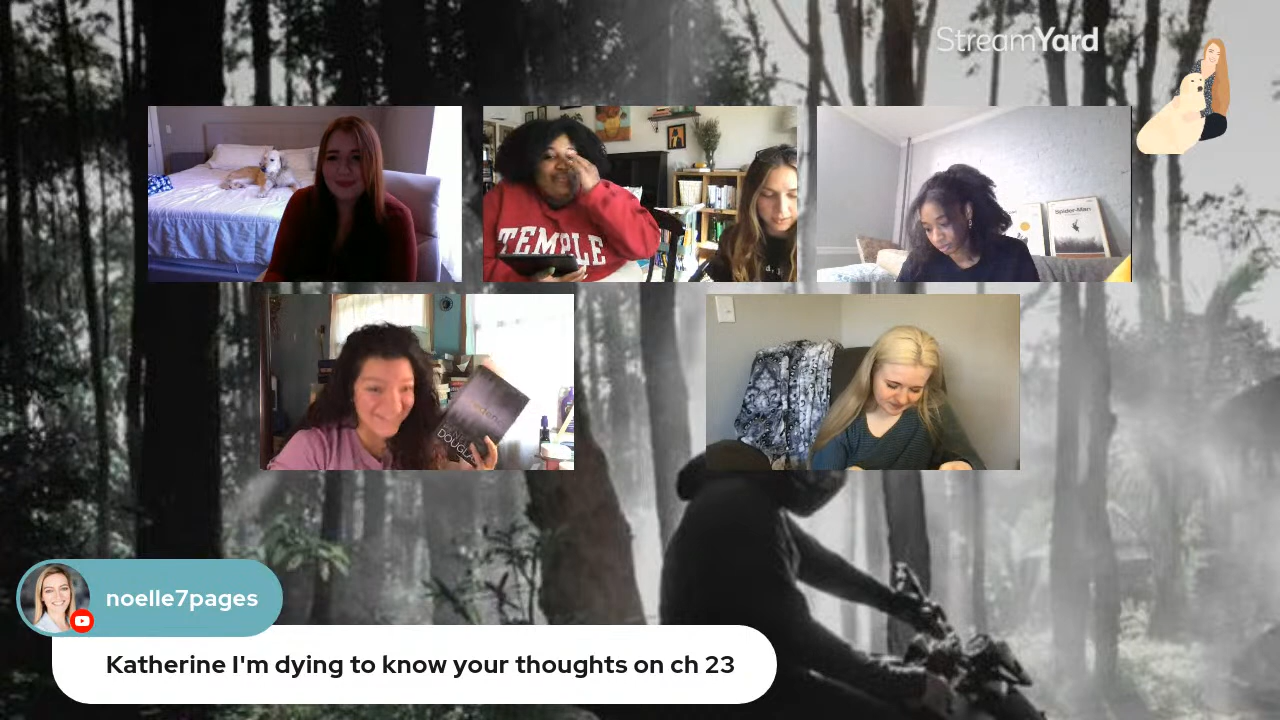 StreamYard
TEMPLE
Spider-Man
DOUGLAS
noelle7pages
Katherine I'm dying to know your thoughts on ch 23